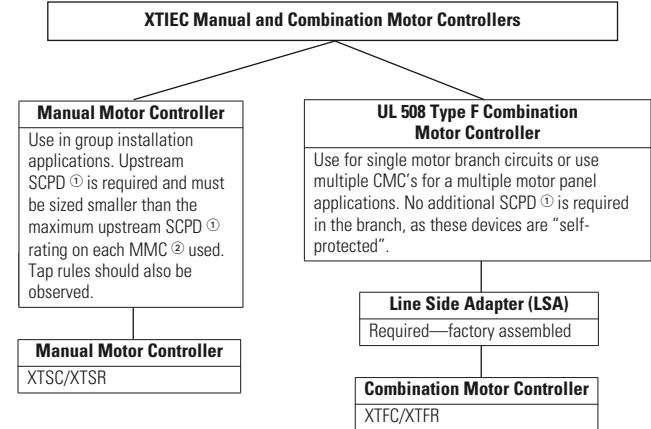 XTIEC Manual and Combination Motor Controllers
Manual Motor Controller
Use in group installation
applications. Upstream
SCPD ① is required and must
be sized smaller than the
maximum upstream SCPD ①
rating on each MMC ② used.
Tap rules should also be
observed.
Manual Motor Controller
XTSC/XTSR
UL 508 Type F Combination
Motor Controller
Use for single motor branch circuits or use
multiple CMC's for a multiple motor panel
applications. No additional SCPD ① is required
in the branch, as these devices are “self-
protected”.
Line Side Adapter (LSA)
Required—factory assembled
Combination Motor Controller
XTFC/XTFR